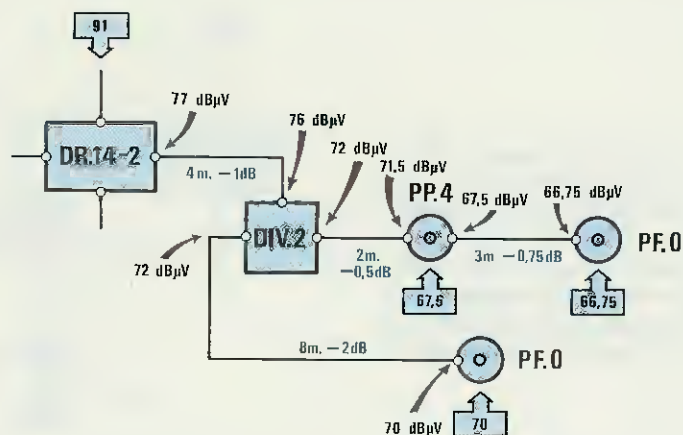 91
77 dBµV
DR.14-2
4m. -1dB
76 dBµV
72 dBµV
71,5 dBµV
PP.4
67,5 dBµV
66,75 dBµV
DIV.2
PF.0
72 dBµV
2m.
-0,5dB
3m -0,75dB
67,5
66,75
8m. -2dB
PF.0
70 dBµV
70